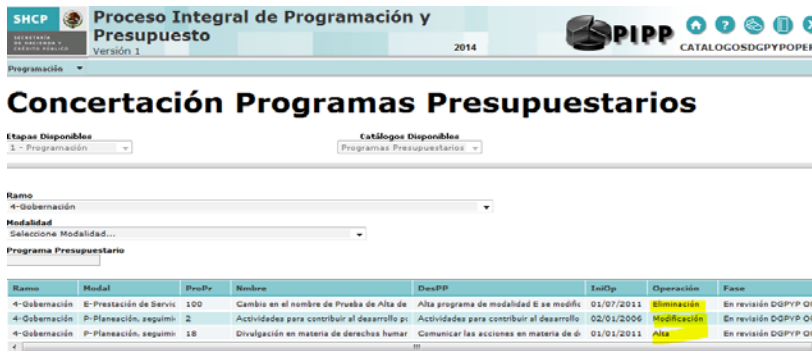 SHCP
SECRETARÍA
DE HACIENDA Y
CRÉDITO PÚBLICO
Proceso Integral de Programación y
Presupuesto
Versión 1
2014
PIPP
CATALOGOSDGPYPOPER
Programación
Concertación Programas Presupuestarios
Etapas Disponibles
Catálogos Disponibles
1 - Programación
Programas Presupuestarios
Ramo
4-Gobernación
Modalidad
Seleccione Modalidad...
Programa Presupuestario
Ramo Modal ProPr Nmbre DesPP IniOp Operación Fase
4-Gobernación E-Prestación de Servic 100 Cambio en el nombre de Prueba de Alta de Alta programa de modalidad E se modific 01/07/2011 Eliminación En revisión DGPYP
4-Gobernación P-Planeación, seguimi 2 Actividades para contribuir al desarrollo po Actividades para contribuir al desarrollo 02/01/2006 Modificación En revisión DGPYP
4-Gobernación P-Planeación, seguimi 18 Divulgación en materia de derechos humar Comunicar las acciones en materia de d 01/01/2011 Alta En revisión DGPYP